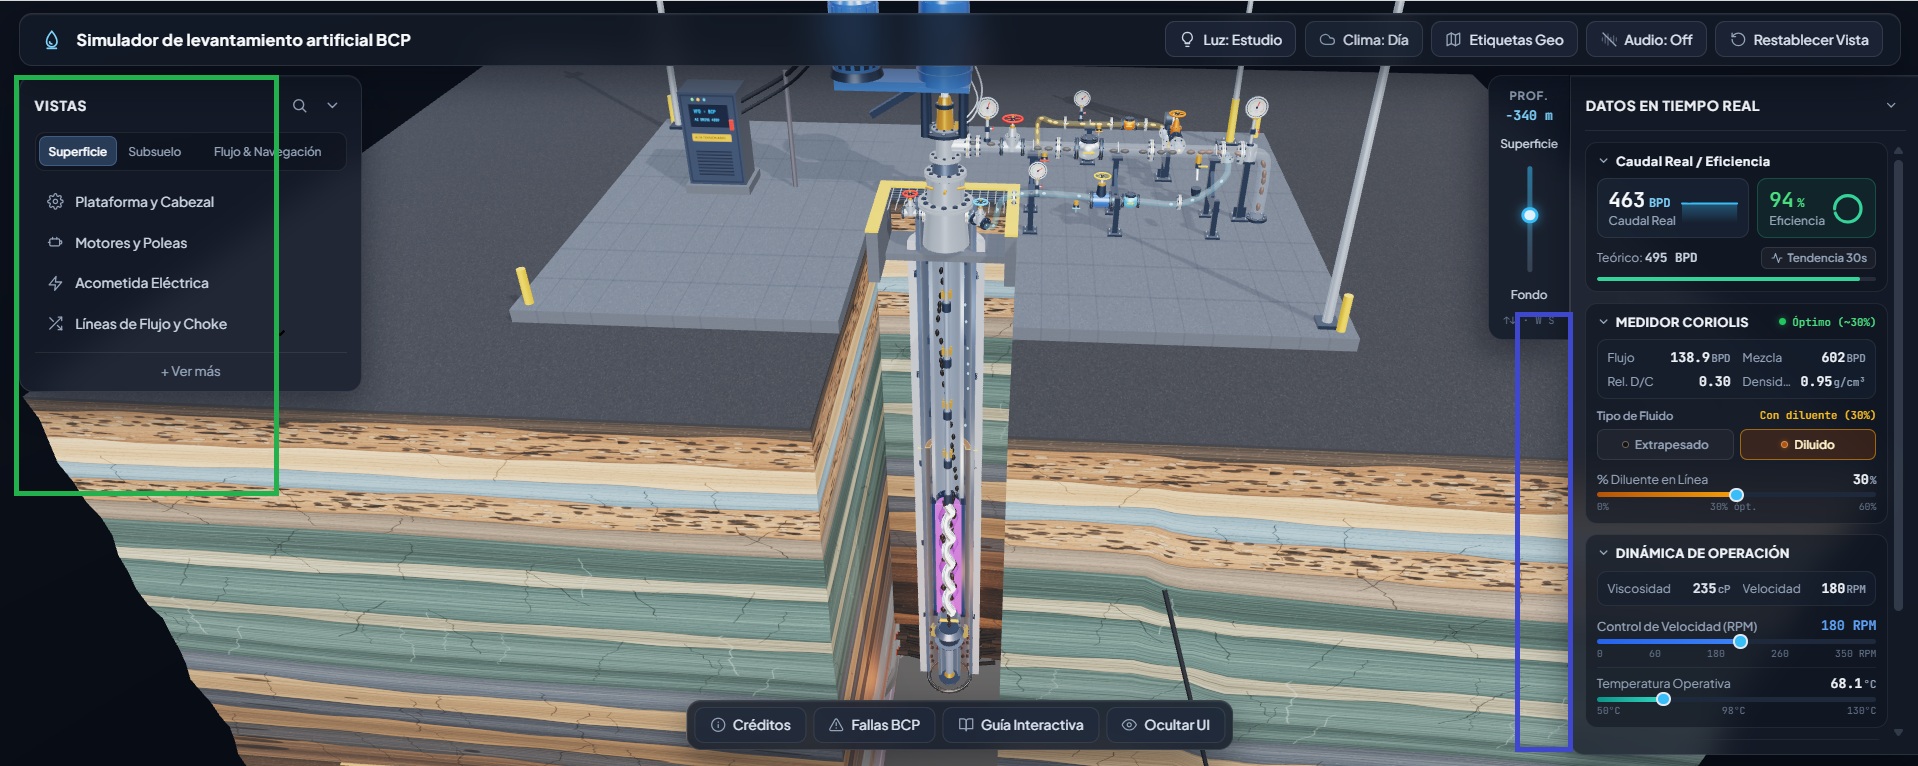 Simulador de levantamiento artificial BCP
Luz: Estudio
Clima: Día
Etiquetas Geo
Audio: Off
Restablecer Vista
VISTAS
Superficie
Subsuelo
Flujo & Navegación
Plataforma y Cabezal
Motores y Poleas
Acometida Eléctrica
Líneas de Flujo y Choke
+ Ver más
PROF.
-340 m
Superficie
Fondo
W S
DATOS EN TIEMPO REAL
Caudal Real / Eficiencia
463 BPD
Caudal Real
94 %
Eficiencia
Teórico: 495 BPD
Tendencia 30s
MEDIDOR CORIOLIS
Óptimo (~30%)
Flujo 138.9 BPD Mezcla 602 BPD
Rel. D/C 0.30 Densid... 0.95 g/cm³
Tipo de Fluido Con diluente (30%)
Extrapesado
Diluido
% Diluente en Línea 30%
0% 30% ópt. 60%
DINÁMICA DE OPERACIÓN
Viscosidad 235 cP Velocidad 180 RPM
Control de Velocidad (RPM) 180 RPM
0 60 180 260 350 RPM
Temperatura Operativa 68.1 °C
50°C 98°C 130°C
Créditos
Fallas BCP
Guía Interactiva
Ocultar UI